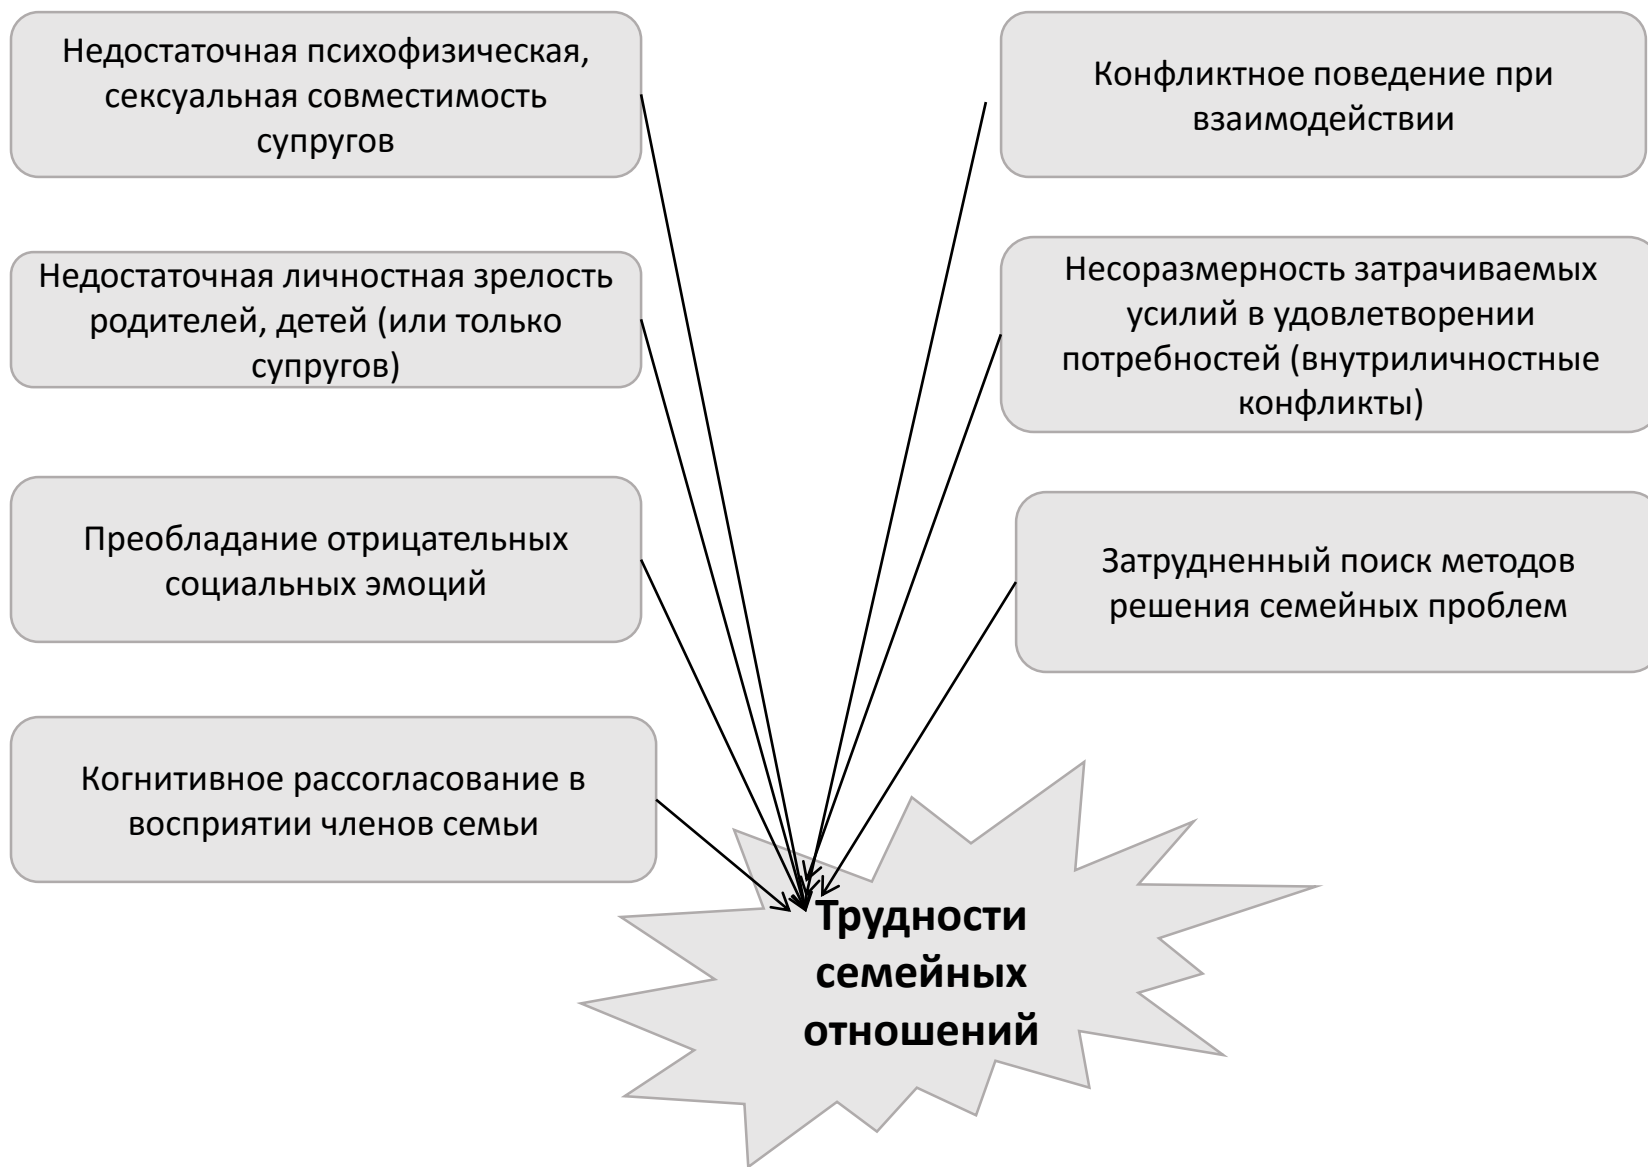 Недостаточная психофизическая,
сексуальная совместимость
супругов
Недостаточная личностная зрелость
родителей, детей (или только
супругов)
Преобладание отрицательных
социальных эмоций
Когнитивное рассогласование в
восприятии членов семьи
Конфликтное поведение при
взаимодействии
Несоразмерность затрачиваемых
усилий в удовлетворении
потребностей (внутриличностные
конфликты)
Затрудненный поиск методов
решения семейных проблем
Трудности
семейных
отношений